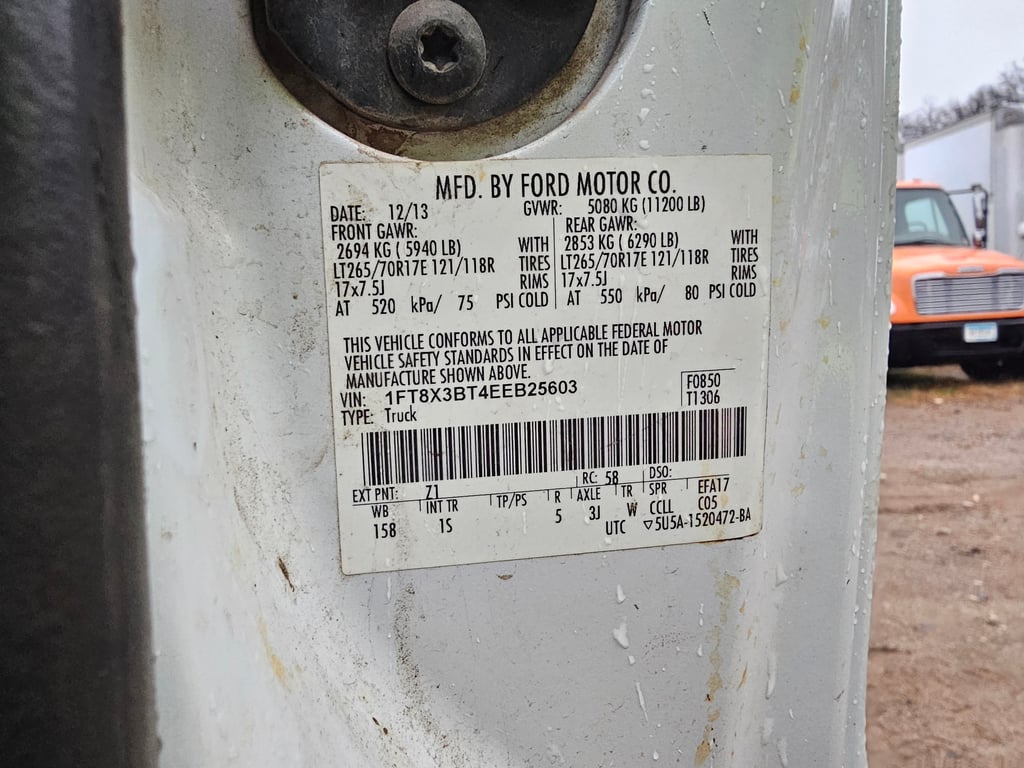 MFD. BY FORD MOTOR CO.
DATE: 12/13 GVWR: 5080 KG (11200 LB)
FRONT GAWR:
2694 KG ( 5940 LB) WITH
LT265/70R17E 121/118R TIRES
17x7.5J RIMS
AT 520 kPa/ 75 PSI COLD
REAR GAWR:
2853 KG ( 6290 LB) WITH
LT265/70R17E 121/118R TIRES
17x7.5J RIMS
AT 550 kPa/ 80 PSI COLD
THIS VEHICLE CONFORMS TO ALL APPLICABLE FEDERAL MOTOR
VEHICLE SAFETY STANDARDS IN EFFECT ON THE DATE OF
MANUFACTURE SHOWN ABOVE.
VIN: 1FT8X3BT4EEB25603
TYPE: Truck
F0850
T1306
EXT PNT: Z1 RC: 58 DSO:
WB INT TR TP/PS R AXLE TR SPR EFA17
158 1S 5 3J W CCLL C05
UTC ▽5U5A-1520472-BA